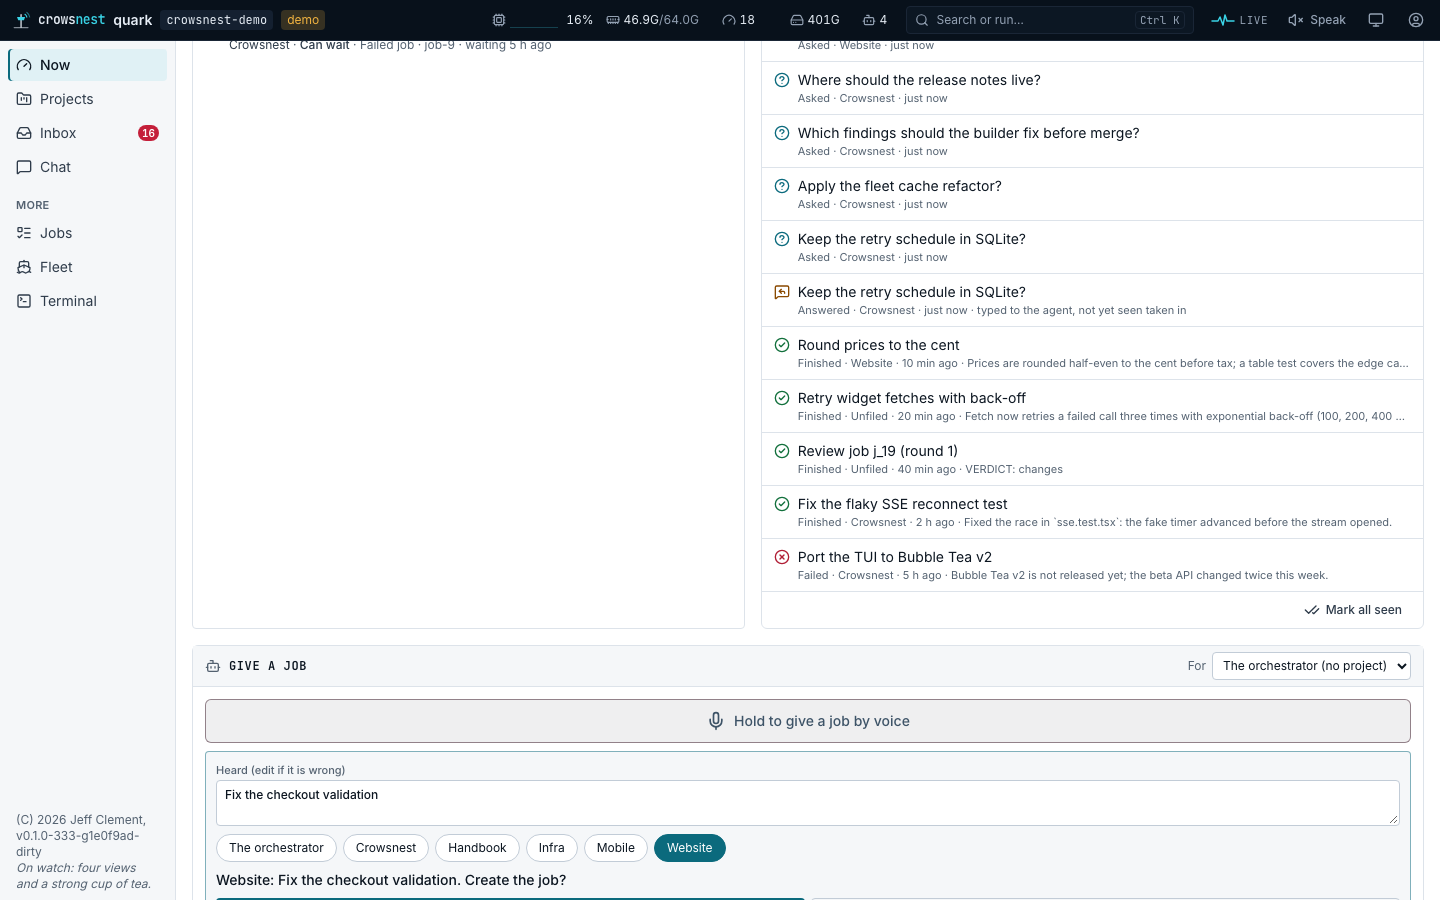 crowsnest quark crowsnest-demo demo 16% 46.9G/64.0G 18 401G 4 Search or run... Ctrl K LIVE Speak
Now
Projects
Inbox 16
Chat
MORE
Jobs
Fleet
Terminal
(C) 2026 Jeff Clement,
v0.1.0-333-g1e0f9ad-
dirty
On watch: four views
and a strong cup of tea.
Crowsnest · Can wait · Failed job · job-9 · waiting 5 h ago
Asked · Website · just now
Where should the release notes live?
Asked · Crowsnest · just now
Which findings should the builder fix before merge?
Asked · Crowsnest · just now
Apply the fleet cache refactor?
Asked · Crowsnest · just now
Keep the retry schedule in SQLite?
Asked · Crowsnest · just now
Keep the retry schedule in SQLite?
Answered · Crowsnest · just now · typed to the agent, not yet seen taken in
Round prices to the cent
Finished · Website · 10 min ago · Prices are rounded half-even to the cent before tax; a table test covers the edge ca...
Retry widget fetches with back-off
Finished · Unfiled · 20 min ago · Fetch now retries a failed call three times with exponential back-off (100, 200, 400 ...
Review job j_19 (round 1)
Finished · Unfiled · 40 min ago · VERDICT: changes
Fix the flaky SSE reconnect test
Finished · Crowsnest · 2 h ago · Fixed the race in `sse.test.tsx`: the fake timer advanced before the stream opened.
Port the TUI to Bubble Tea v2
Failed · Crowsnest · 5 h ago · Bubble Tea v2 is not released yet; the beta API changed twice this week.
Mark all seen
GIVE A JOB For The orchestrator (no project)
Hold to give a job by voice
Heard (edit if it is wrong)
Fix the checkout validation
The orchestrator Crowsnest Handbook Infra Mobile Website
Website: Fix the checkout validation. Create the job?